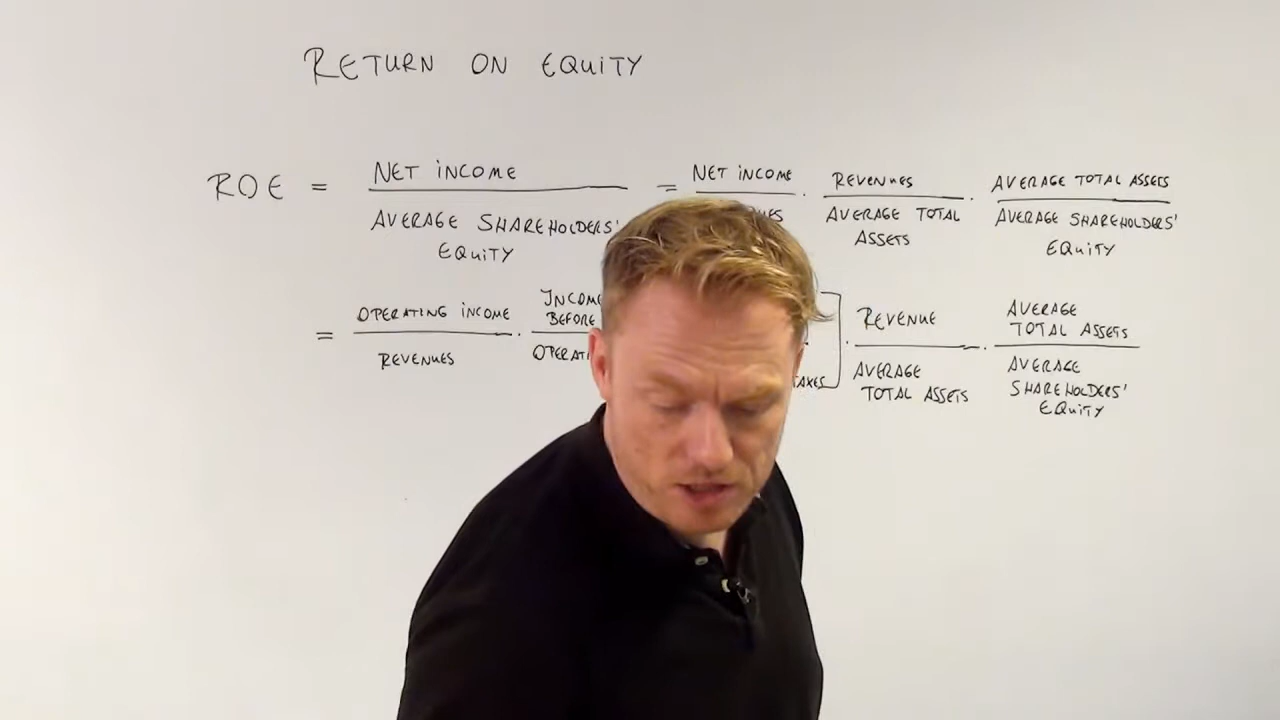 RETURN ON EQUITY
ROE = NET INCOME = NET INCOME . REVENUES . AVERAGE TOTAL ASSETS
AVERAGE SHAREHOLDERS' AVERAGE TOTAL AVERAGE SHAREHOLDERS'
EQUITY ASSETS EQUITY
= OPERATING INCOME . INCOME . REVENUE . AVERAGE
BEFORE TOTAL ASSETS
REVENUES TAXES AVERAGE AVERAGE
TOTAL ASSETS SHAREHOLDERS'
EQUITY